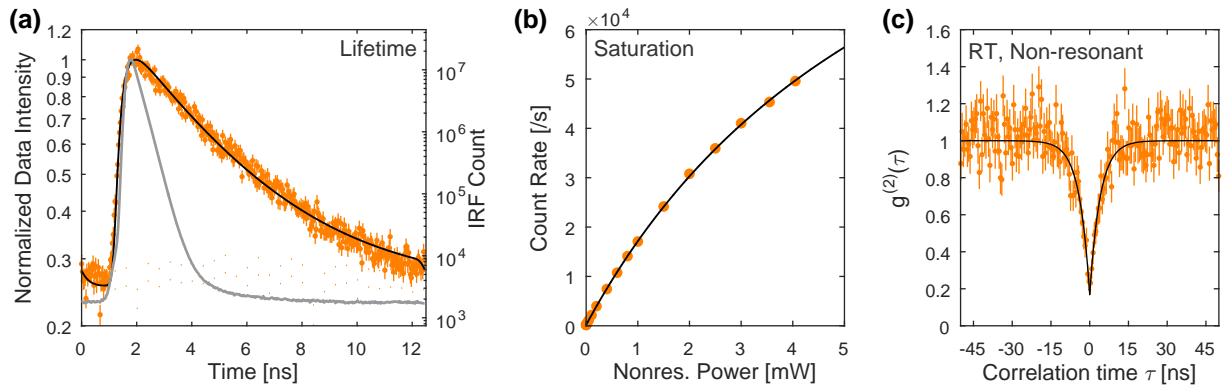 (a)
Lifetime
Normalized Data Intensity
1.2
1.1
1
0.9
0.8
0.7
0.6
0.5
0.4
0.3
0.2
0 2 4 6 8 10 12
Time [ns]
IRF Count
10^7
10^6
10^5
10^4
10^3
(b)
×10^4
Saturation
Count Rate [/s]
6
5
4
3
2
1
0
0 1 2 3 4 5
Nonres. Power [mW]
(c)
RT, Non-resonant
g^(2)(τ)
1.6
1.4
1.2
1.0
0.8
0.6
0.4
0.2
0
-45 -30 -15 0 15 30 45
Correlation time τ [ns]